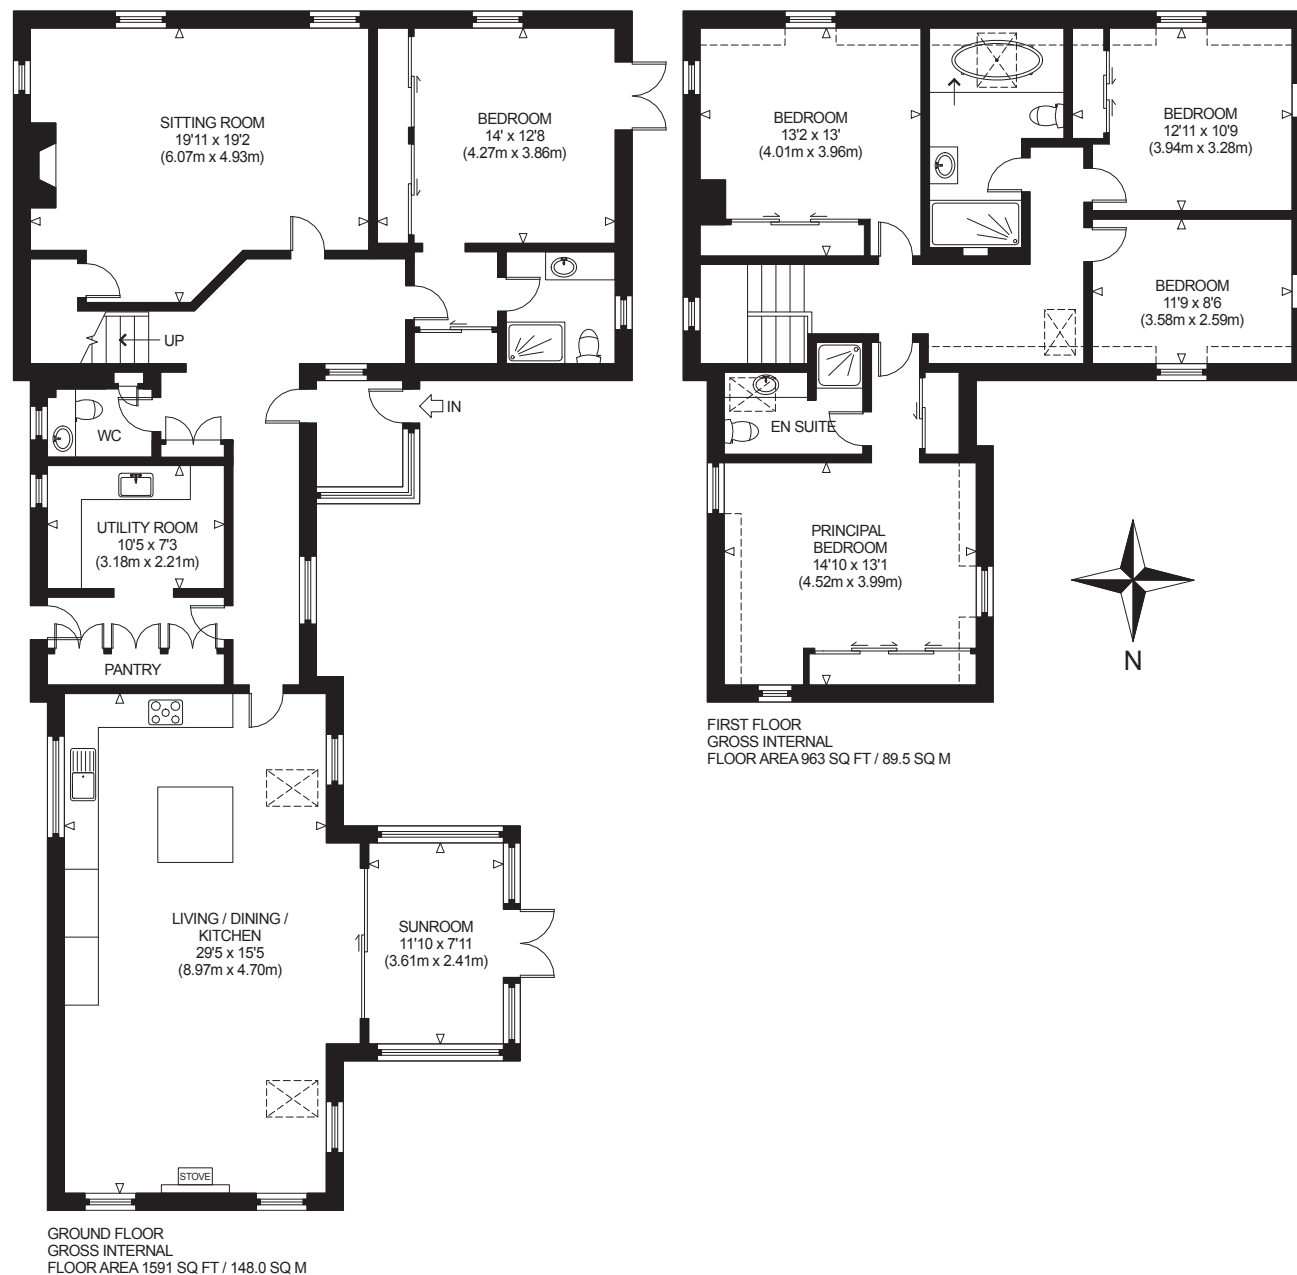 SITTING ROOM
19'11 x 19'2
(6.07m x 4.93m)
BEDROOM
14' x 12'8
(4.27m x 3.86m)
UP
IN
WC
UTILITY ROOM
10'5 x 7'3
(3.18m x 2.21m)
PANTRY
LIVING / DINING /
KITCHEN
29'5 x 15'5
(8.97m x 4.70m)
SUNROOM
11'10 x 7'11
(3.61m x 2.41m)
STOVE
GROUND FLOOR
GROSS INTERNAL
FLOOR AREA 1591 SQ FT / 148.0 SQ M
BEDROOM
13'2 x 13'
(4.01m x 3.96m)
BEDROOM
12'11 x 10'9
(3.94m x 3.28m)
BEDROOM
11'9 x 8'6
(3.58m x 2.59m)
EN SUITE
PRINCIPAL
BEDROOM
14'10 x 13'1
(4.52m x 3.99m)
N
FIRST FLOOR
GROSS INTERNAL
FLOOR AREA 963 SQ FT / 89.5 SQ M